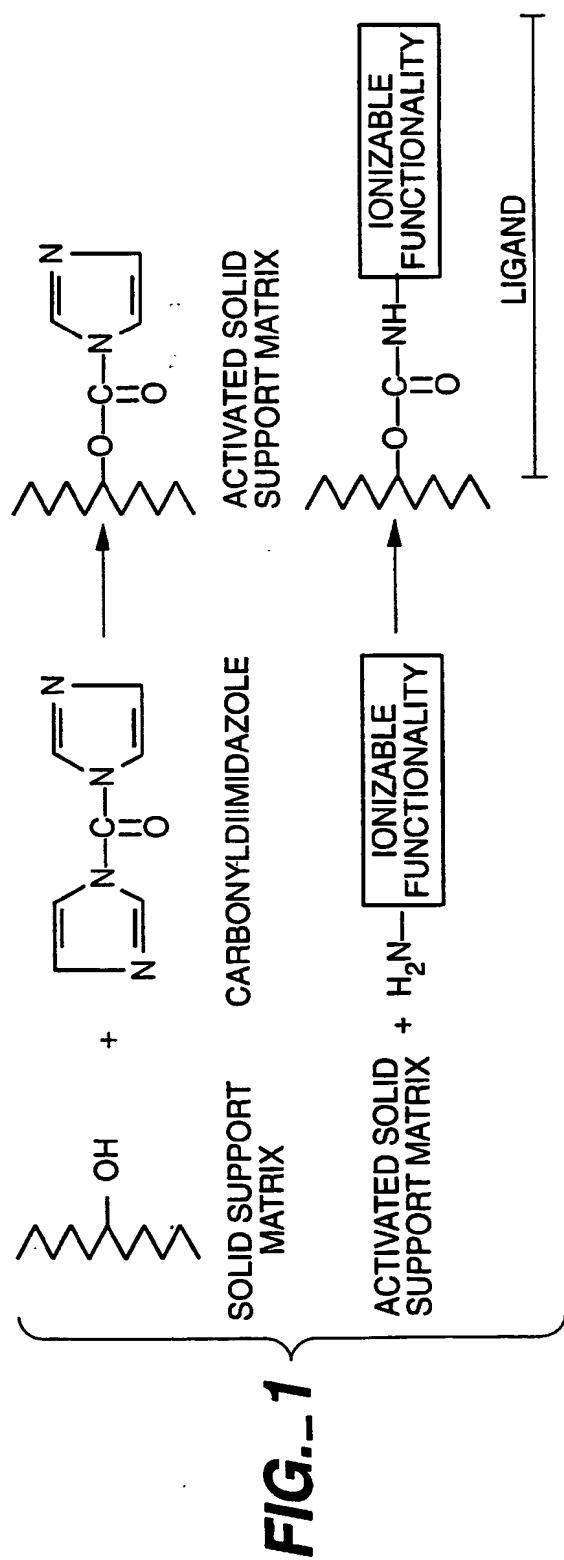 FIG._1
OH
SOLID SUPPORT
MATRIX
+
N
N
C
O
N
N
CARBONYLDIIMIDAZOLE
O
C
O
N
N
ACTIVATED SOLID
SUPPORT MATRIX
ACTIVATED SOLID
SUPPORT MATRIX
+
H2N
IONIZABLE
FUNCTIONALITY
O
C
O
NH
IONIZABLE
FUNCTIONALITY
LIGAND